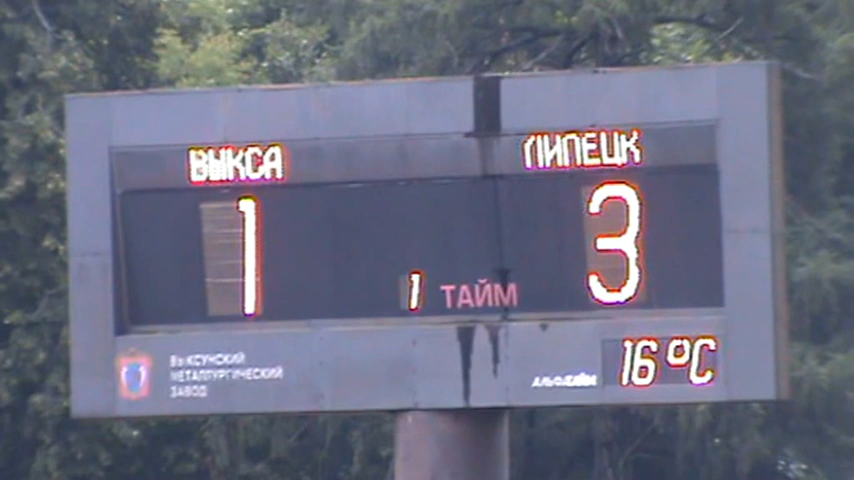 ВЫКСА ЛИПЕЦК
1 3
1 ТАЙМ
ВЫКСУНСКИЙ
МЕТАЛЛУРГИЧЕСКИЙ
ЗАВОД
16°C